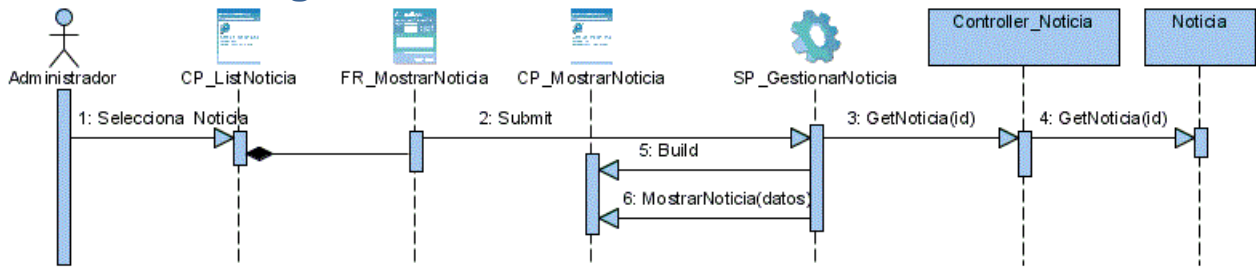 Controller_Noticia
Noticia
Administrador
CP_ListNoticia
FR_MostrarNoticia
CP_MostrarNoticia
SP_GestionarNoticia
1: Selecciona Noticia
2: Submit
3: GetNoticia(id)
4: GetNoticia(id)
5: Build
6: MostrarNoticia(datos)